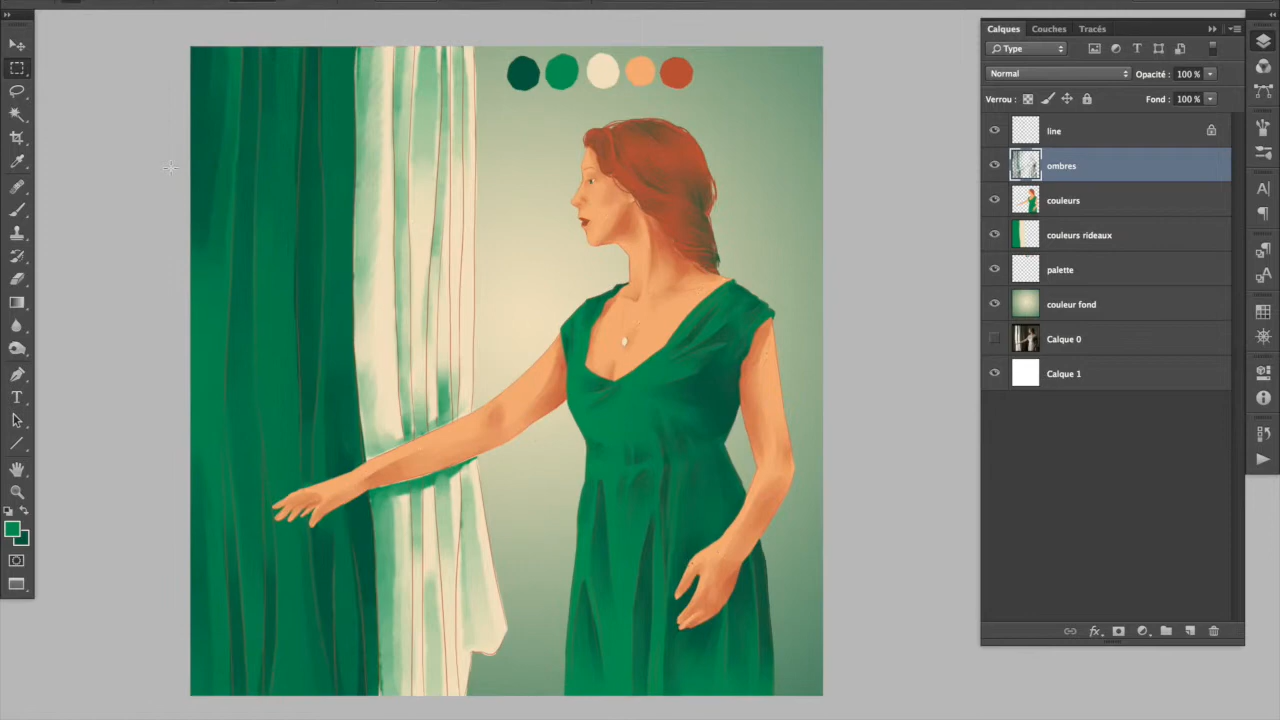 Calques Couches Tracés
Type
Normal Opacité : 100 %
Verrou : Fond : 100 %
line
ombres
couleurs
couleurs rideaux
palette
couleur fond
Calque 0
Calque 1
fx